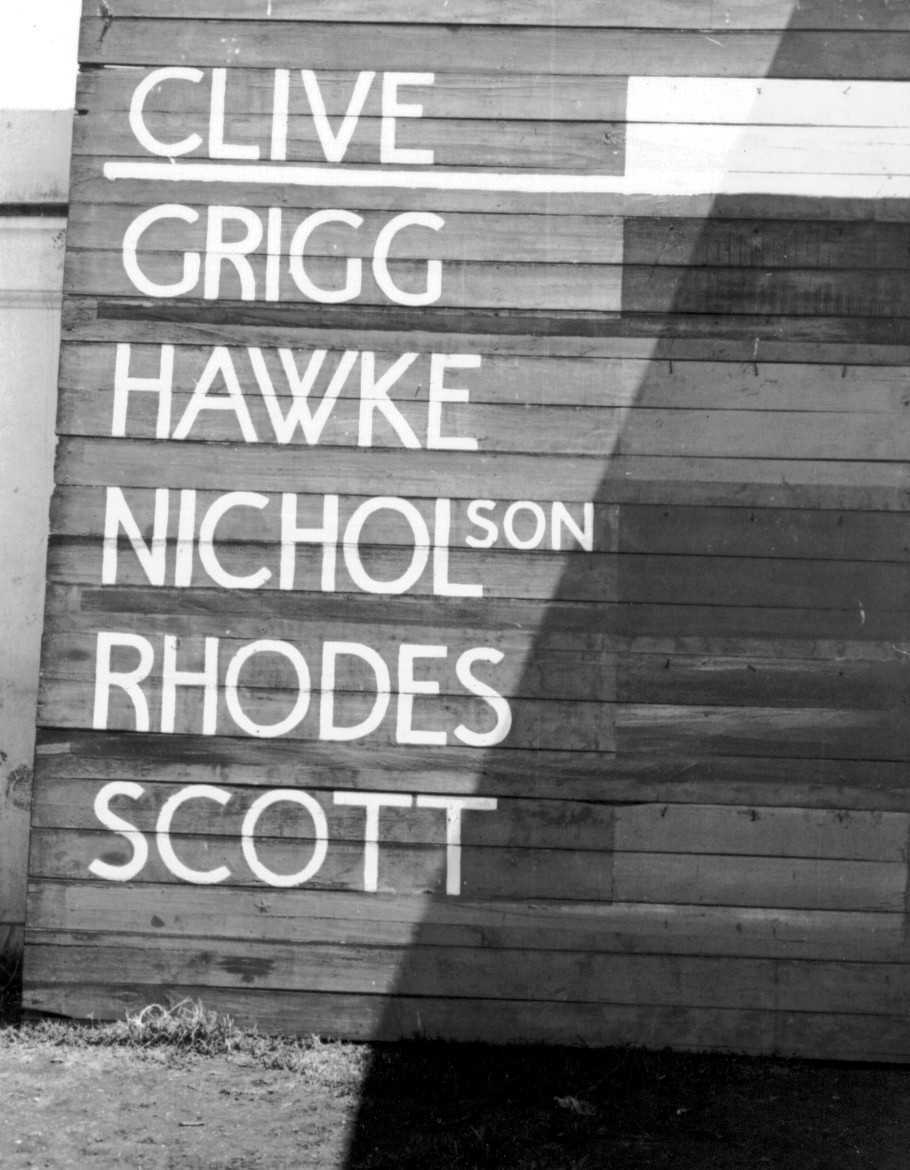 CLIVE
GRIGG
HAWKE
NICHOLSON
RHODES
SCOTT